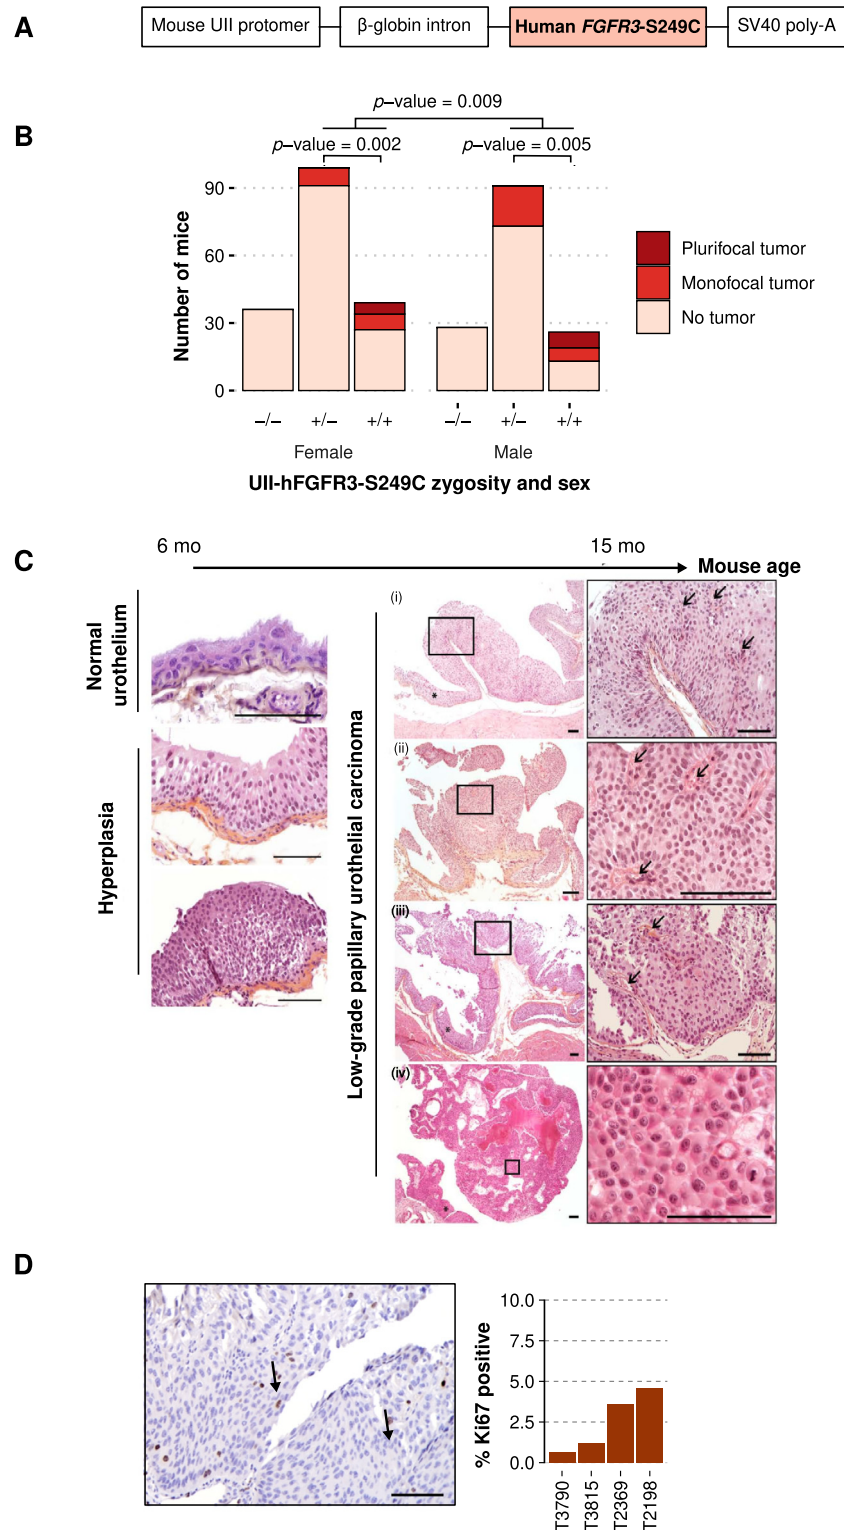 A
Mouse UII protomer
β-globin intron
Human FGFR3-S249C
SV40 poly-A
B
p–value = 0.009
p–value = 0.002
p–value = 0.005
Number of mice
90
60
30
0
–/–
+/–
+/+
–/–
+/–
+/+
Female
Male
UII-hFGFR3-S249C zygosity and sex
Plurifocal tumor
Monofocal tumor
No tumor
C
6 mo
15 mo
Mouse age
Normal
urothelium
Hyperplasia
Low-grade papillary urothelial carcinoma
(i)
*
(ii)
(iii)
*
(iv)
*
D
% Ki67 positive
10.0
7.5
5.0
2.5
0.0
T3790
T3815
T2369
T2198